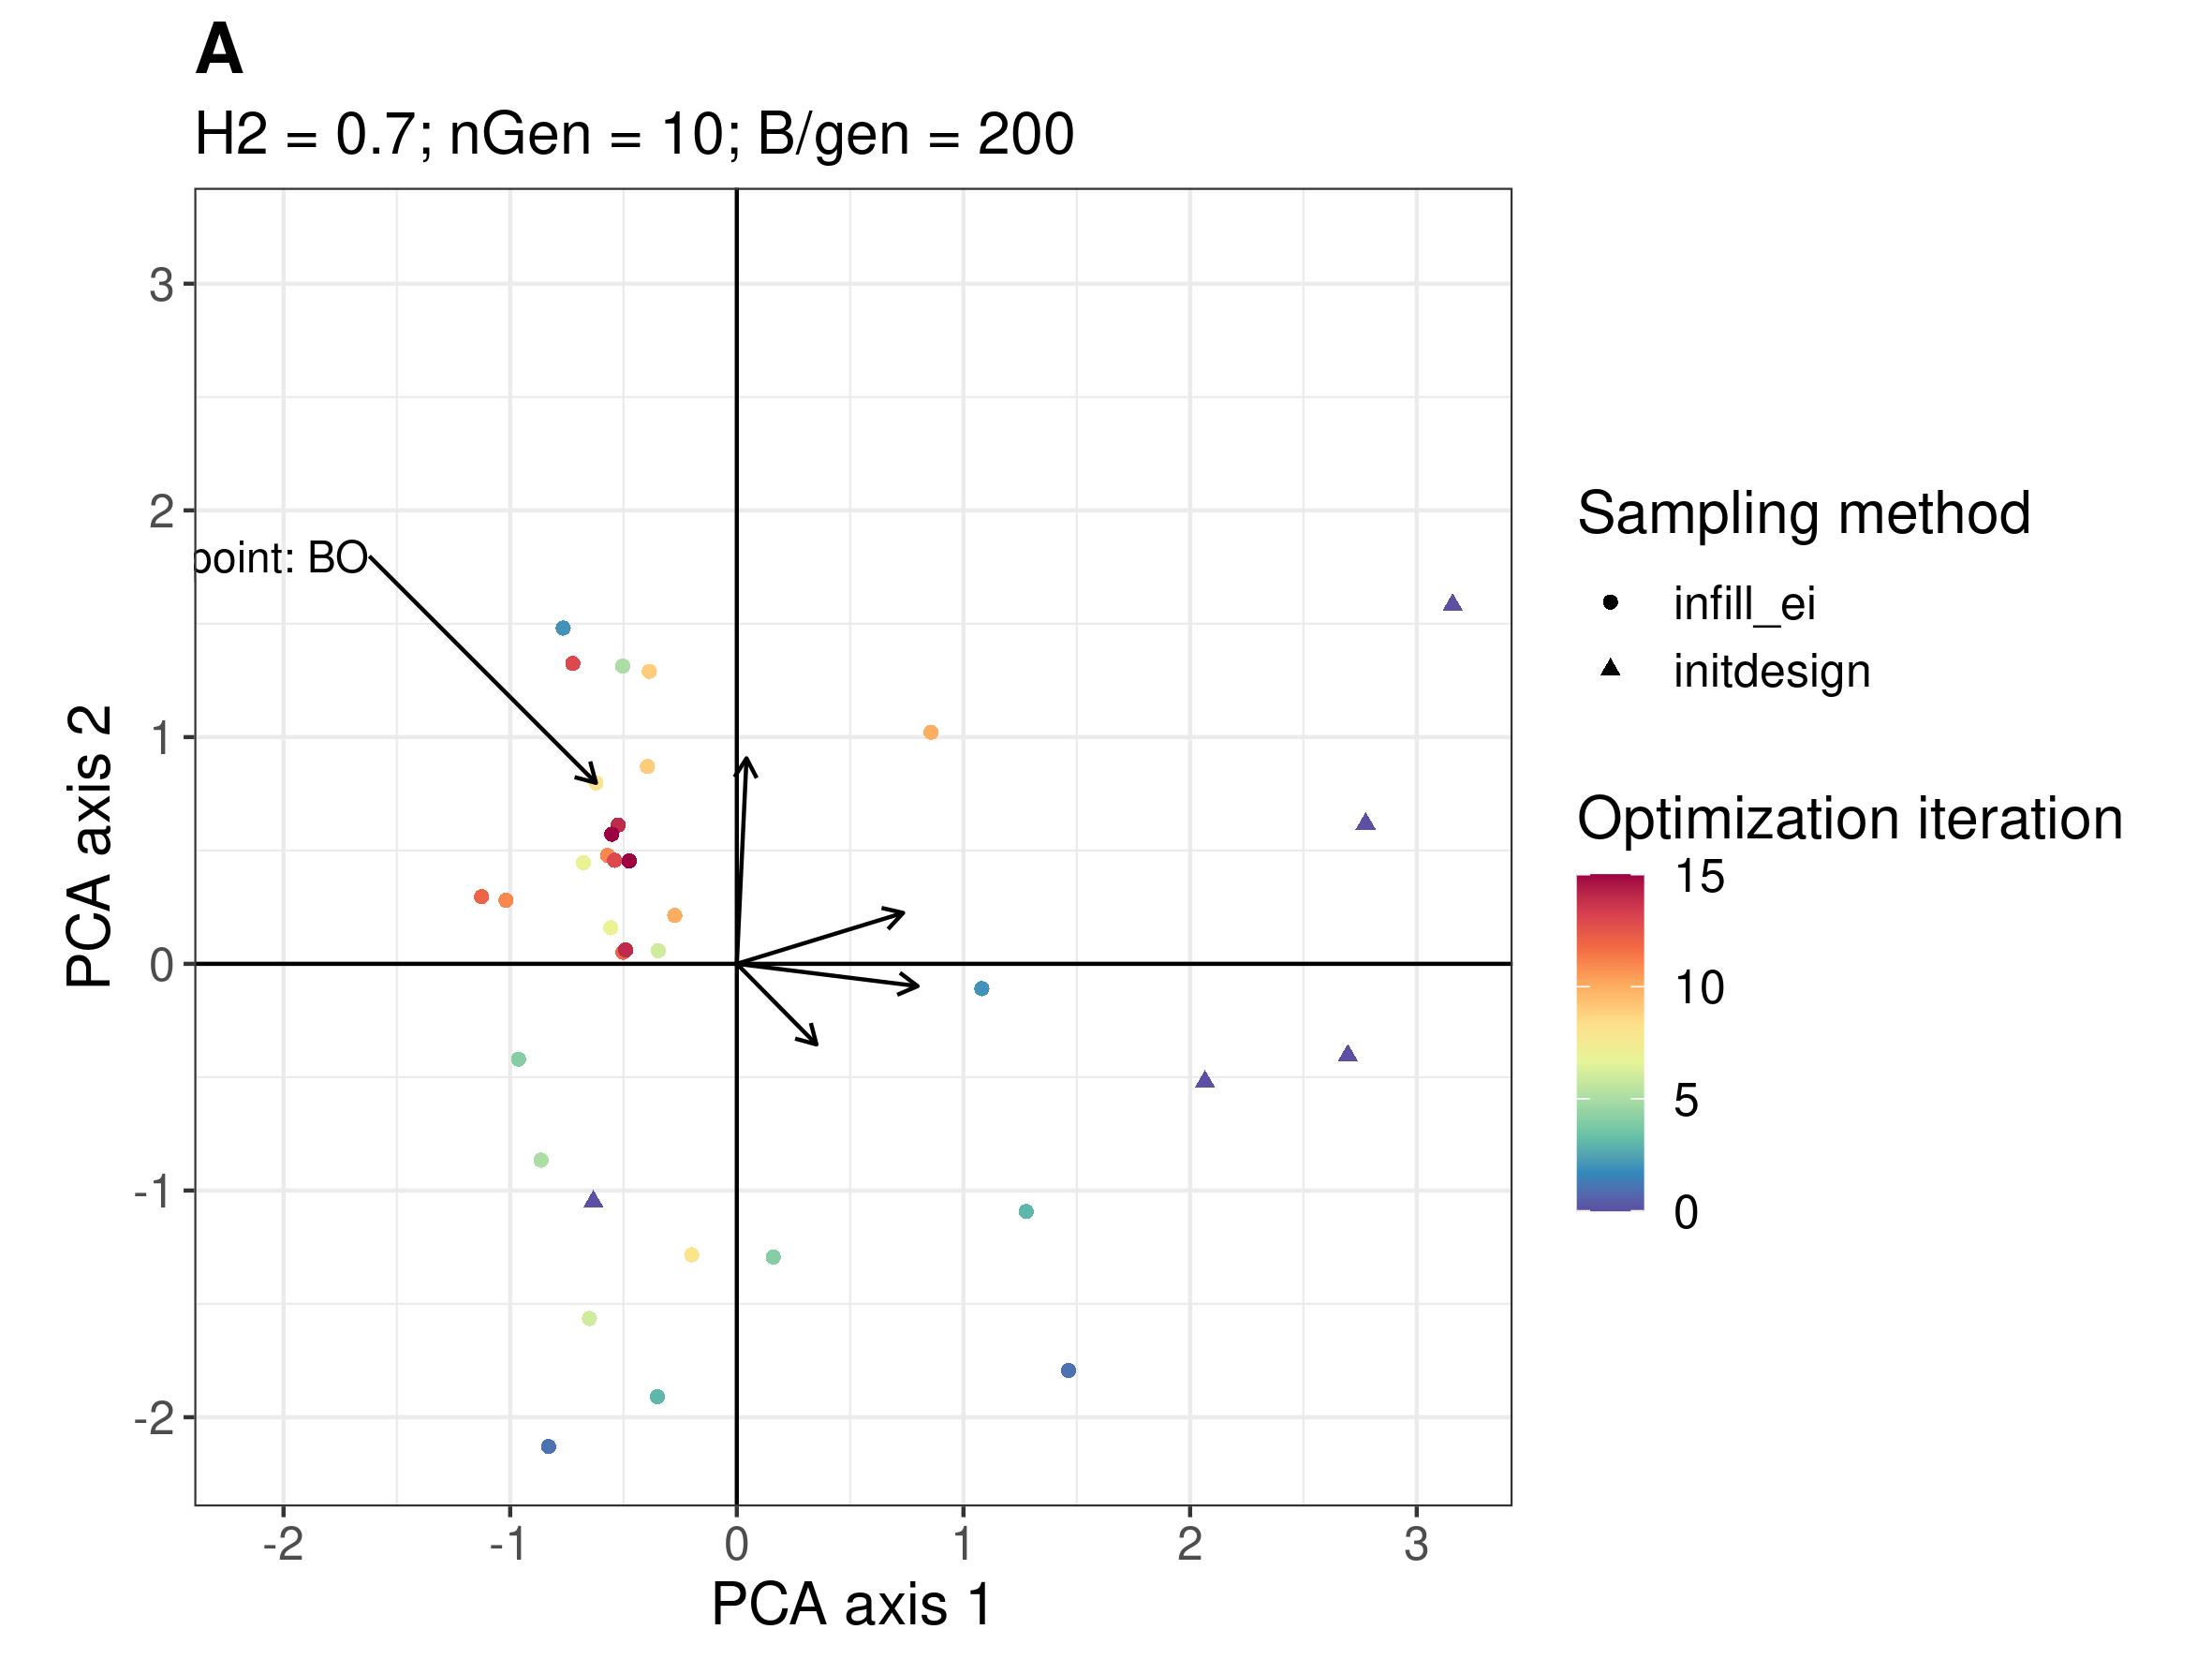 A
H2 = 0.7; nGen = 10; B/gen = 200
3
2
1
0
-1
-2
point: BO
-2
-1
0
1
2
3
PCA axis 1
PCA axis 2
Sampling method
infill_ei
initdesign
Optimization iteration
15
10
5
0